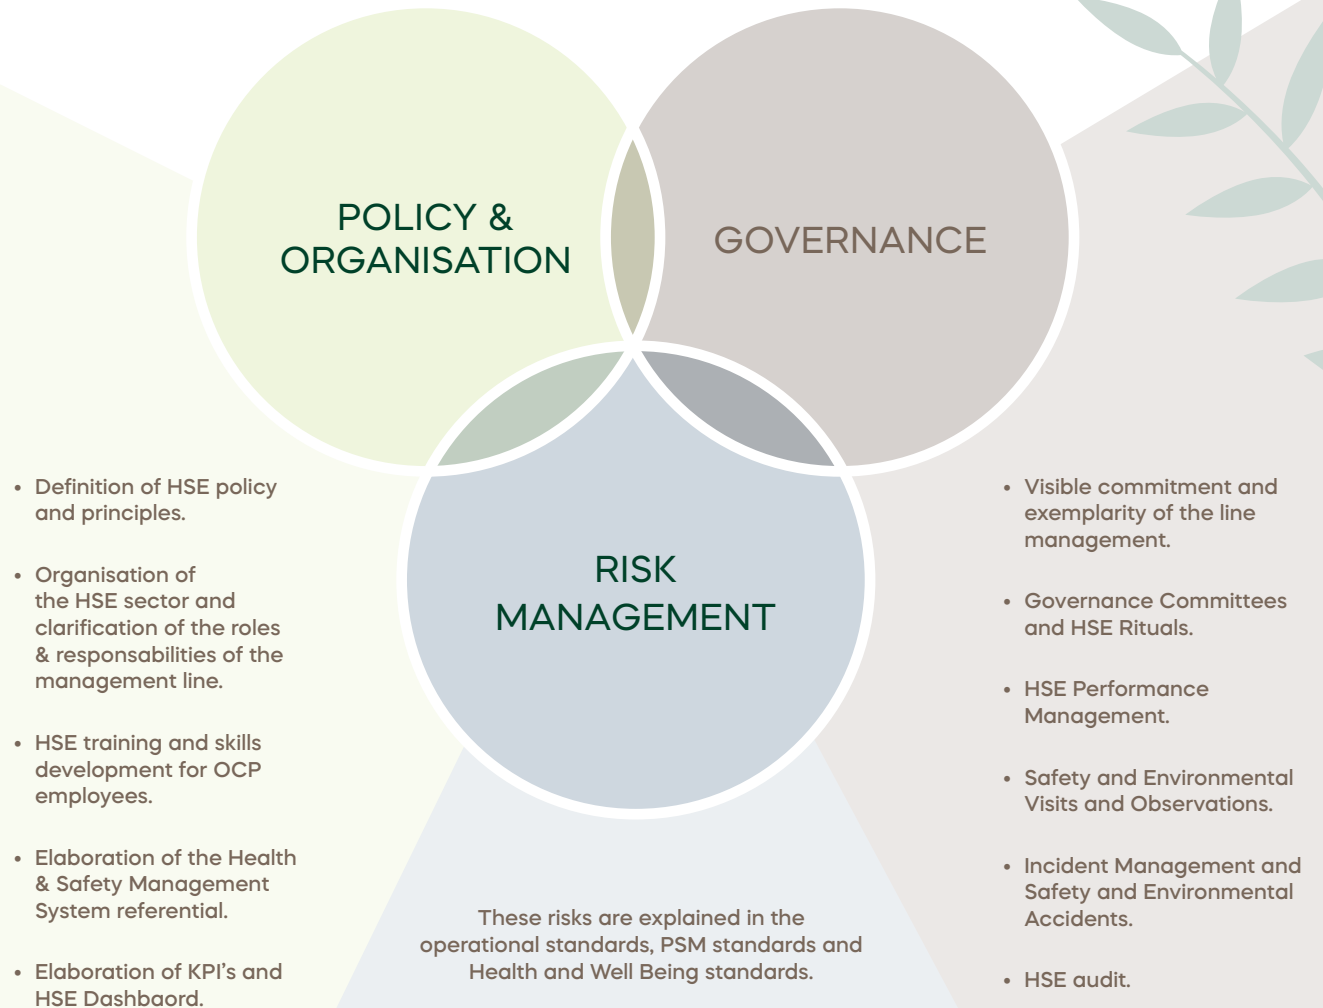 POLICY &
ORGANISATION
GOVERNANCE
RISK
MANAGEMENT
• Definition of HSE policy
and principles.
• Organisation of
the HSE sector and
clarification of the roles
& responsabilities of the
management line.
• HSE training and skills
development for OCP
employees.
• Elaboration of the Health
& Safety Management
System referential.
• Elaboration of KPI's and
HSE Dashbaord.
These risks are explained in the
operational standards, PSM standards and
Health and Well Being standards.
• Visible commitment and
exemplarity of the line
management.
• Governance Committees
and HSE Rituals.
• HSE Performance
Management.
• Safety and Environmental
Visits and Observations.
• Incident Management and
Safety and Environmental
Accidents.
• HSE audit.